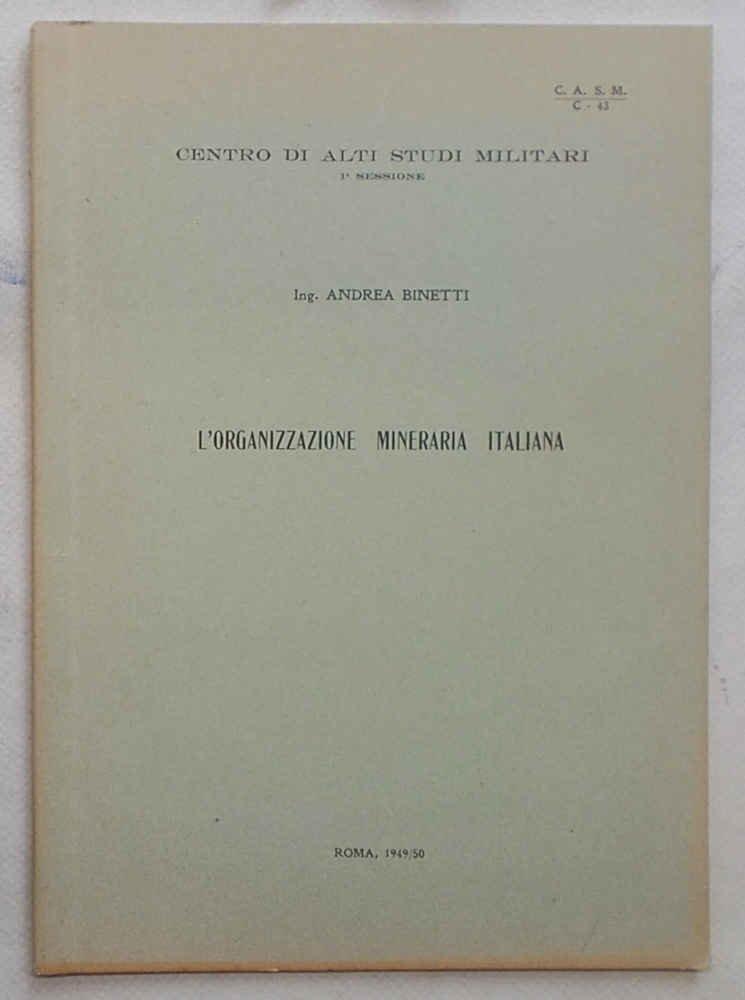 C. A. S. M.
C - 43
CENTRO DI ALTI STUDI MILITARI
1ª SESSIONE
Ing. ANDREA BINETTI
L'ORGANIZZAZIONE MINERARIA ITALIANA
ROMA, 1949/50